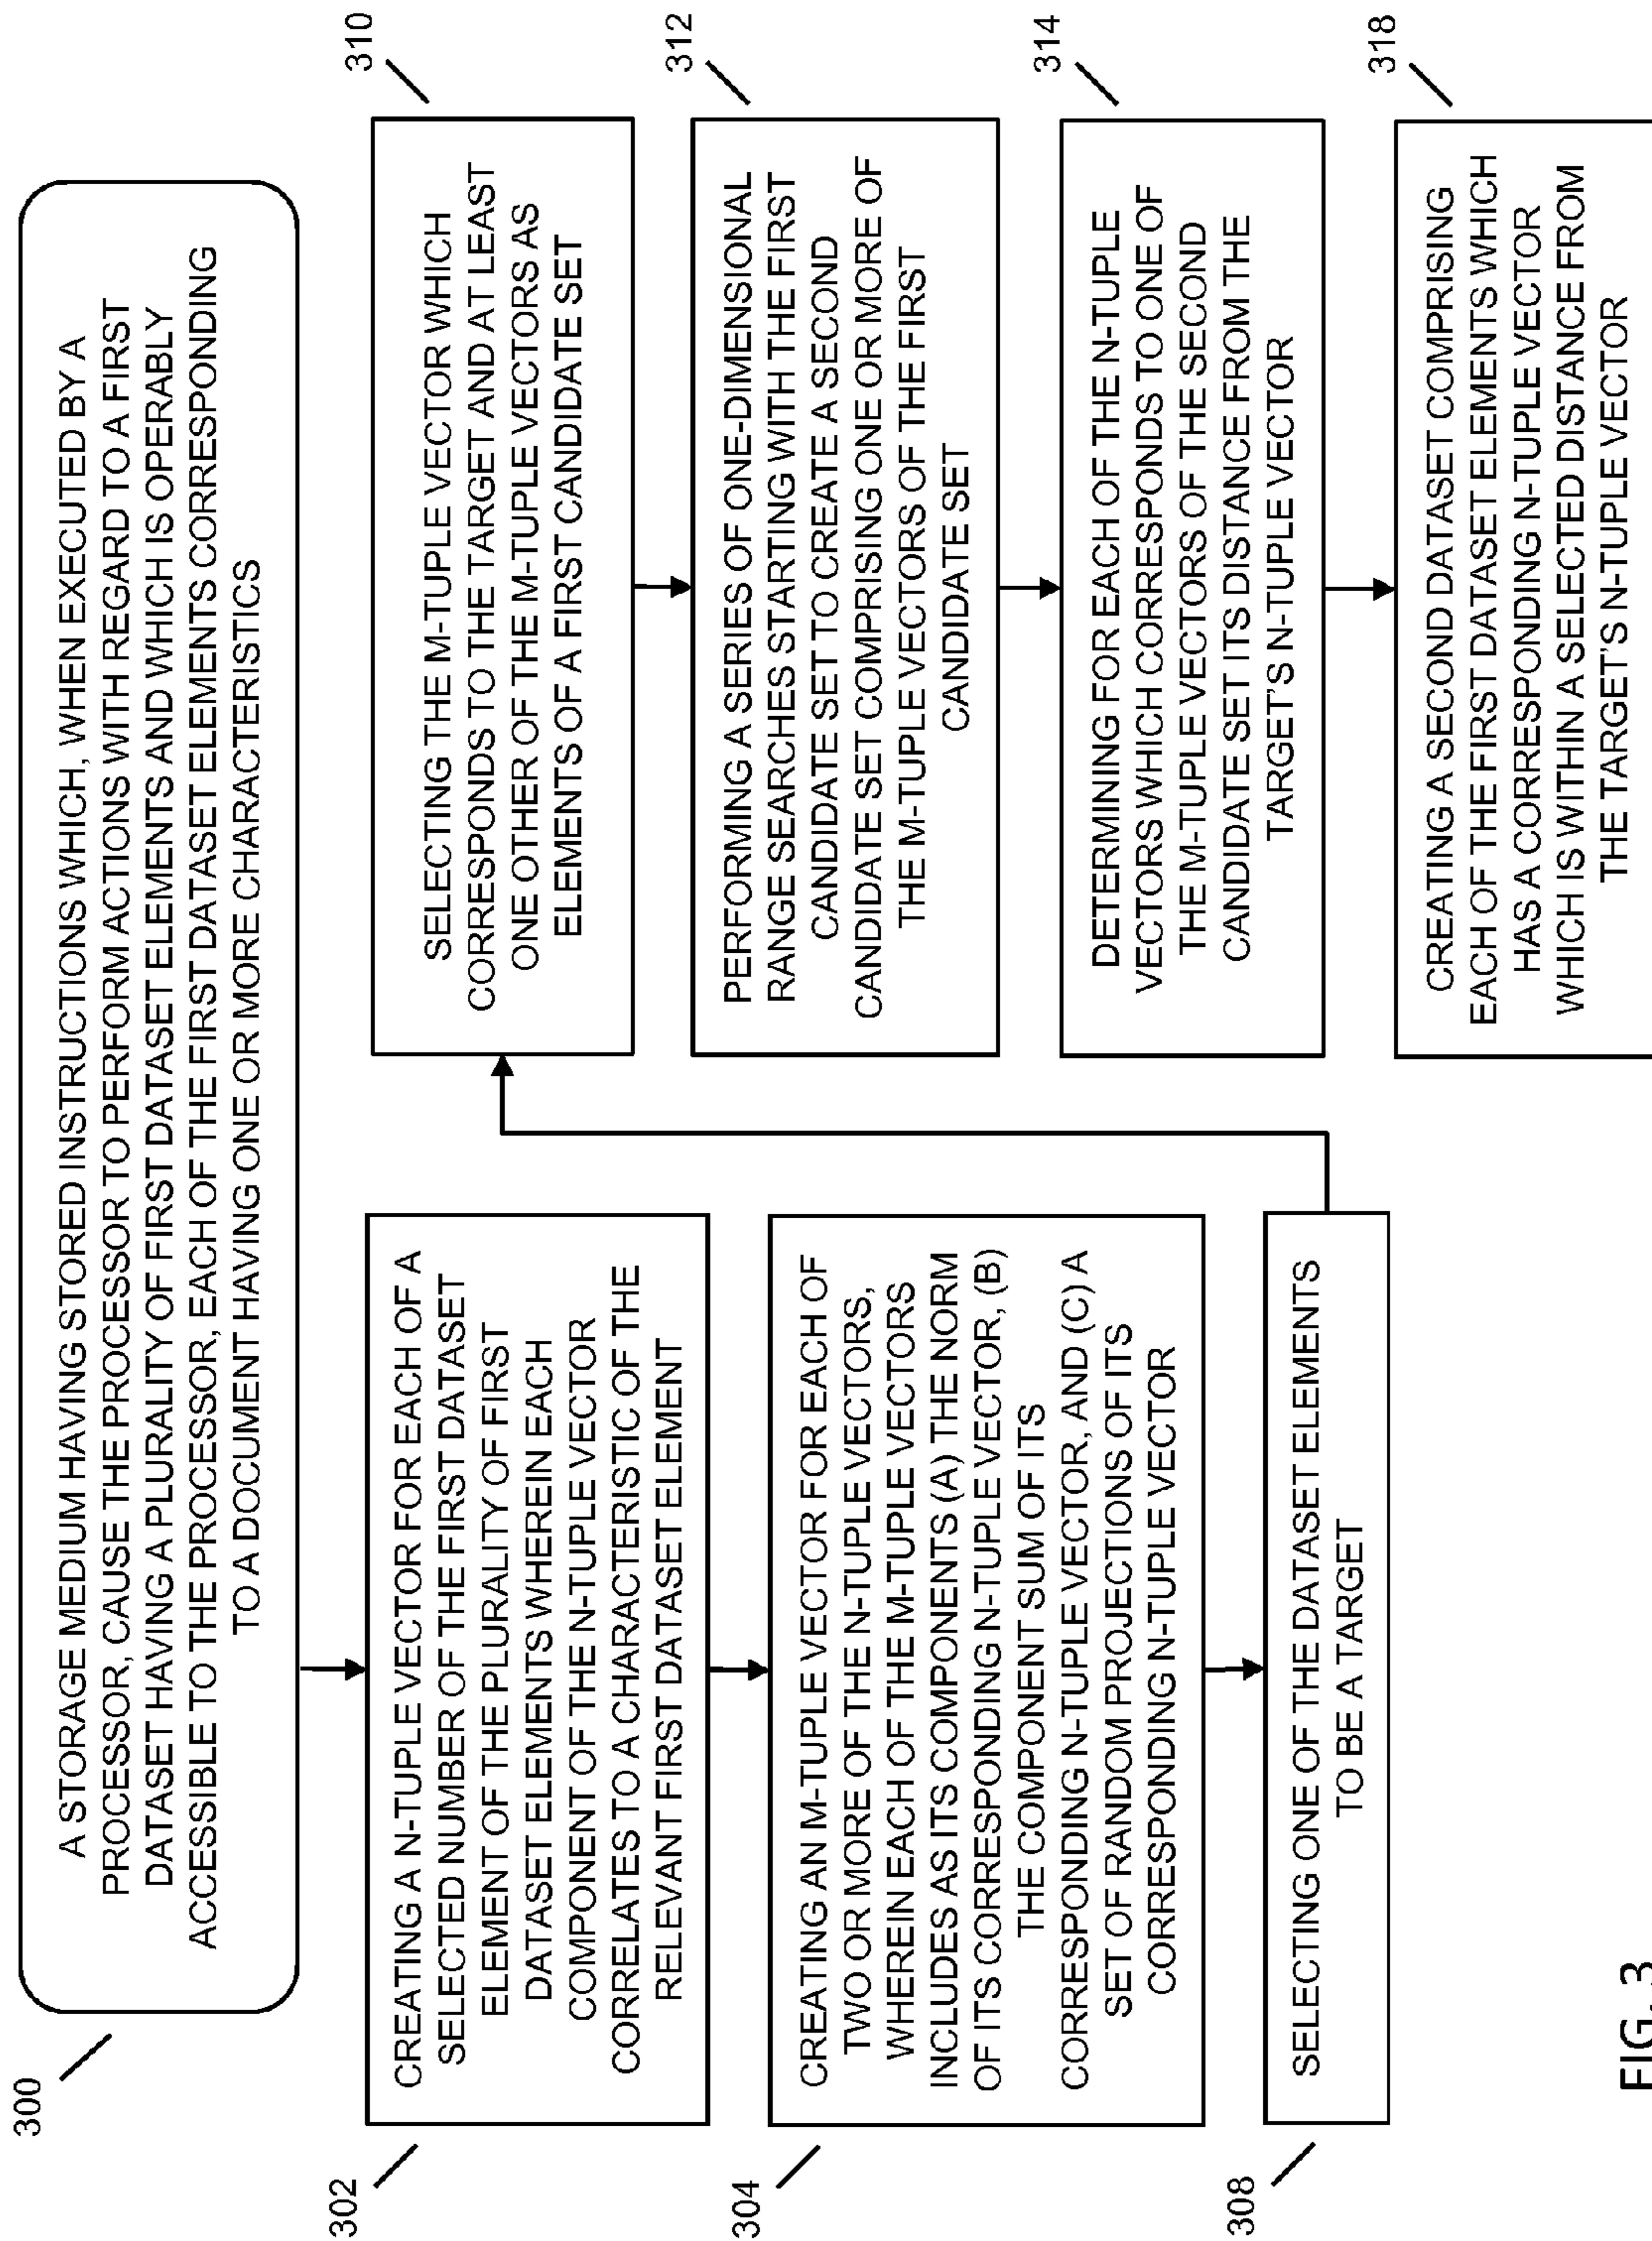 300
A STORAGE MEDIUM HAVING STORED INSTRUCTIONS WHICH, WHEN EXECUTED BY A
PROCESSOR, CAUSE THE PROCESSOR TO PERFORM ACTIONS WITH REGARD TO A FIRST
DATASET HAVING A PLURALITY OF FIRST DATASET ELEMENTS AND WHICH IS OPERABLY
ACCESSIBLE TO THE PROCESSOR, EACH OF THE FIRST DATASET ELEMENTS CORRESPONDING
TO A DOCUMENT HAVING ONE OR MORE CHARACTERISTICS
302
CREATING A N-TUPLE VECTOR FOR EACH OF A
SELECTED NUMBER OF THE FIRST DATASET
ELEMENT OF THE PLURALITY OF FIRST
DATASET ELEMENTS WHEREIN EACH
COMPONENT OF THE N-TUPLE VECTOR
CORRELATES TO A CHARACTERISTIC OF THE
RELEVANT FIRST DATASET ELEMENT
304
CREATING AN M-TUPLE VECTOR FOR EACH OF
TWO OR MORE OF THE N-TUPLE VECTORS,
WHEREIN EACH OF THE M-TUPLE VECTORS
INCLUDES AS ITS COMPONENTS (A) THE NORM
OF ITS CORRESPONDING N-TUPLE VECTOR, (B)
THE COMPONENT SUM OF ITS
CORRESPONDING N-TUPLE VECTOR, AND (C) A
SET OF RANDOM PROJECTIONS OF ITS
CORRESPONDING N-TUPLE VECTOR
308
SELECTING ONE OF THE DATASET ELEMENTS
TO BE A TARGET
310
SELECTING THE M-TUPLE VECTOR WHICH
CORRESPONDS TO THE TARGET AND AT LEAST
ONE OTHER OF THE M-TUPLE VECTORS AS
ELEMENTS OF A FIRST CANDIDATE SET
312
PERFORMING A SERIES OF ONE-DIMENSIONAL
RANGE SEARCHES STARTING WITH THE FIRST
CANDIDATE SET TO CREATE A SECOND
CANDIDATE SET COMPRISING ONE OR MORE OF
THE M-TUPLE VECTORS OF THE FIRST
CANDIDATE SET
314
DETERMINING FOR EACH OF THE N-TUPLE
VECTORS WHICH CORRESPONDS TO ONE OF
THE M-TUPLE VECTORS OF THE SECOND
CANDIDATE SET ITS DISTANCE FROM THE
TARGET'S N-TUPLE VECTOR
318
CREATING A SECOND DATASET COMPRISING
EACH OF THE FIRST DATASET ELEMENTS WHICH
HAS A CORRESPONDING N-TUPLE VECTOR
WHICH IS WITHIN A SELECTED DISTANCE FROM
THE TARGET'S N-TUPLE VECTOR
FIG. 3